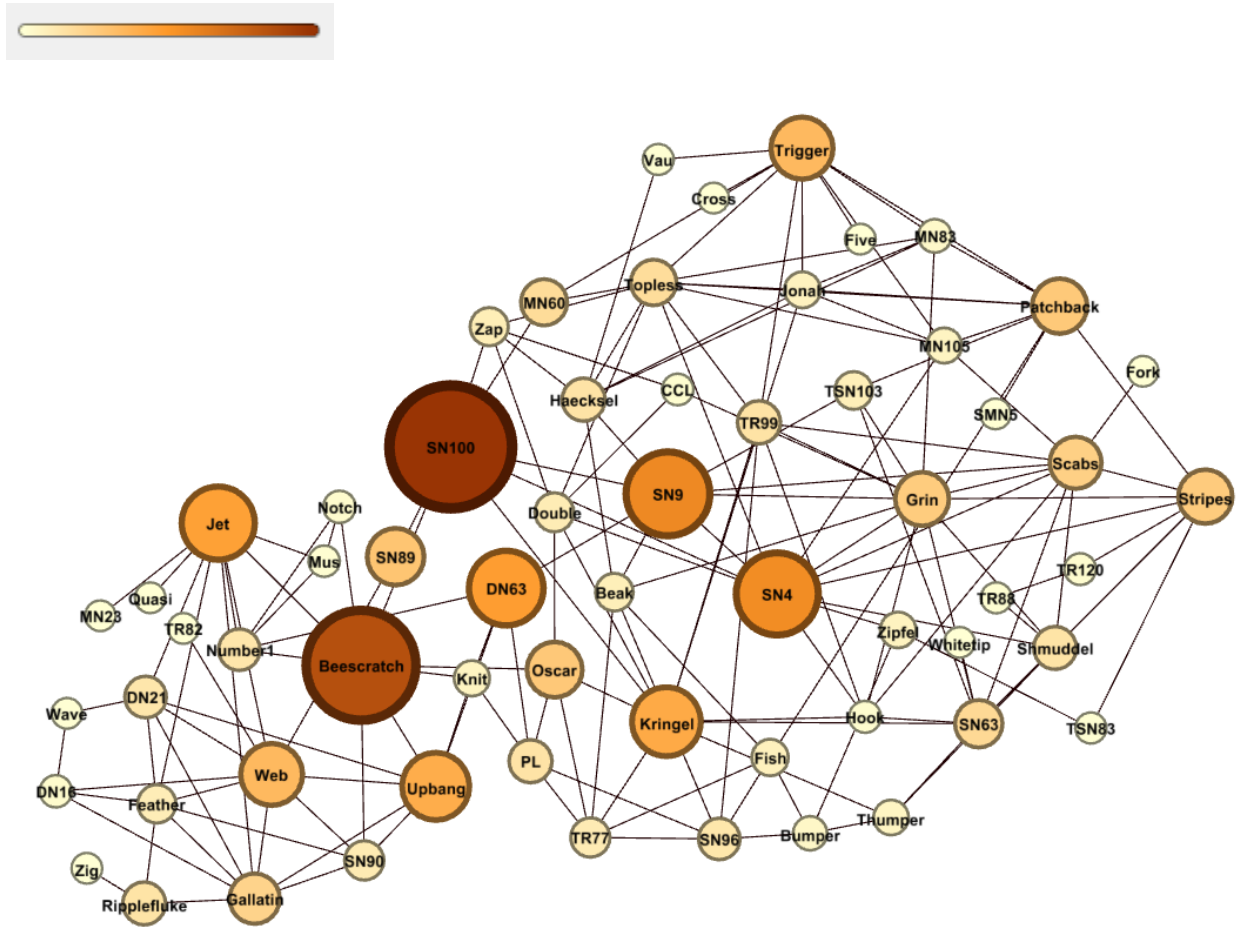 Trigger
Vau
Cross
Five
MN83
Topless
Jonah
MN60
Patchback
Zap
MN105
Fork
CCL
TSN103
Haecksel
SMN5
TR99
SN100
Scabs
SN9
Grin
Stripes
Notch
Double
Jet
SN89
Mus
TR120
DN63
Beak
SN4
TR88
Quasi
MN23
TR82
Zipfel
Whitetip
Number1
Shmuddel
Beescratch
Oscar
Knit
DN21
Wave
Kringel
Hook
SN63
TSN83
PL
Fish
Web
Upbang
DN16
Feather
Thumper
TR77
SN96
Bumper
SN90
Zig
Ripplefluke
Gallatin